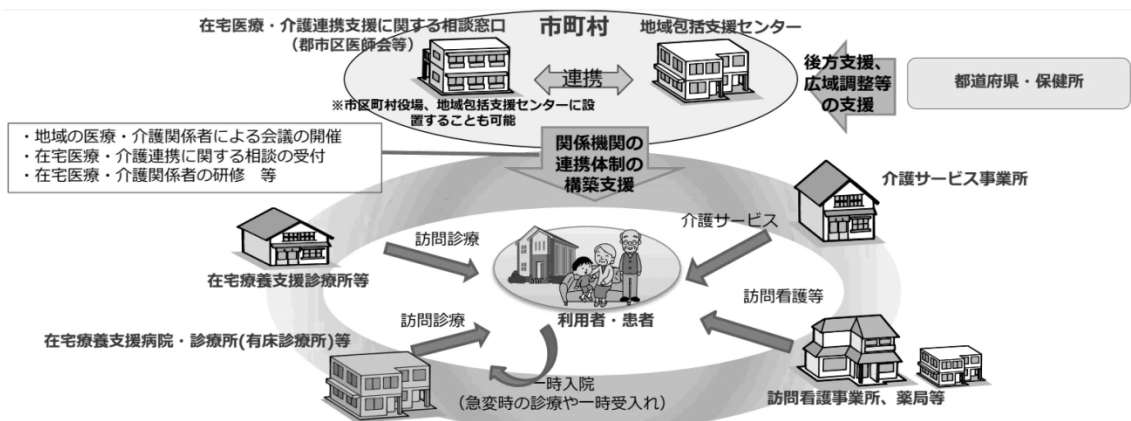 在宅医療・介護連携支援に関する相談窓口
(郡市区医師会等)
市町村
地域包括支援センター
連携
※市区町村役場、地域包括支援センターに設
置することも可能
後方支援、
広域調整等
の支援
都道府県・保健所
・地域の医療・介護関係者による会議の開催
・在宅医療・介護連携に関する相談の受付
・在宅医療・介護関係者の研修 等
関係機関の
連携体制の
構築支援
介護サービス事業所
介護サービス
訪問診療
在宅療養支援診療所等
訪問看護等
訪問診療
利用者・患者
在宅療養支援病院・診療所(有床診療所)等
一時入院
(急変時の診療や一時受入れ)
訪問看護事業所、薬局等